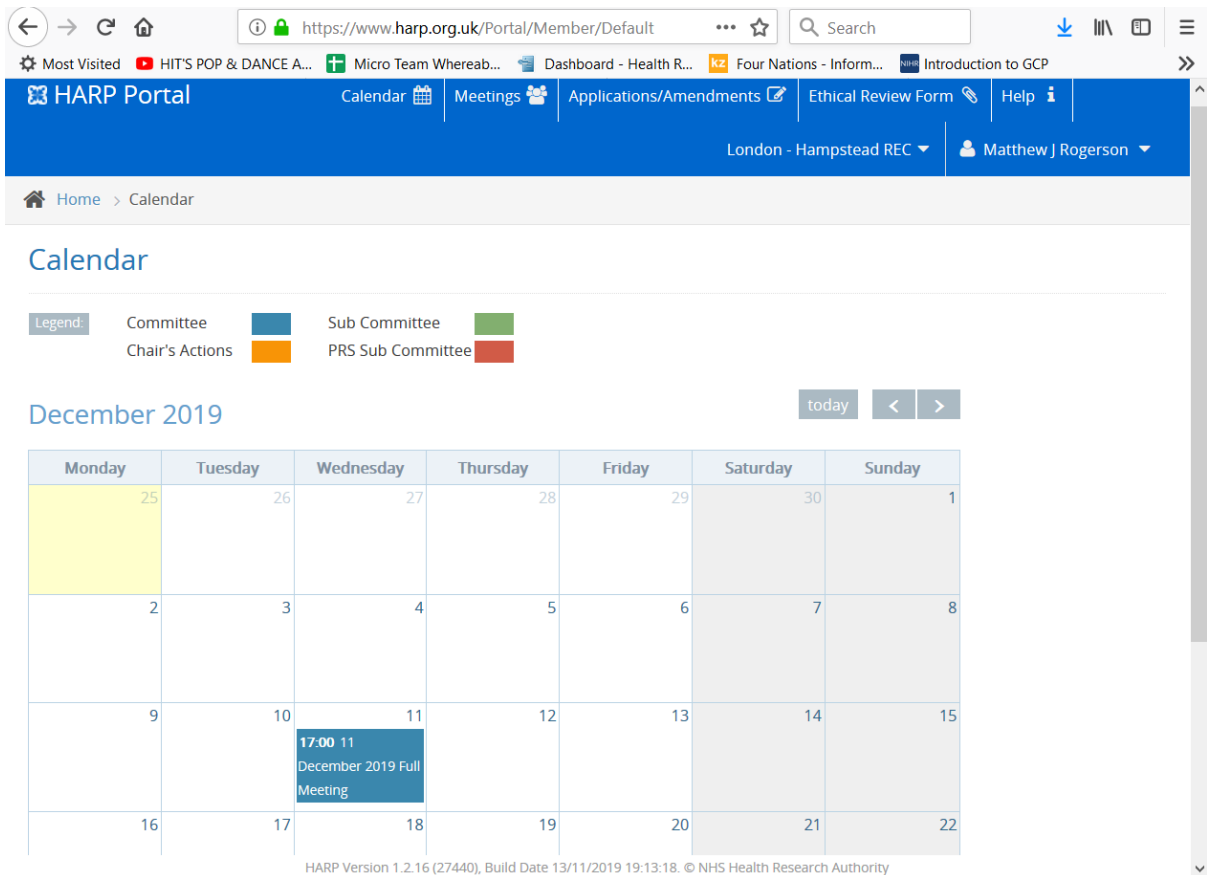 https://www.harp.org.uk/Portal/Member/Default ••• Search
Most Visited HIT'S POP & DANCE A... Micro Team Whereab... Dashboard - Health R... kz Four Nations - Inform... NIHR Introduction to GCP
HARP Portal Calendar Meetings Applications/Amendments Ethical Review Form Help
London - Hampstead REC Matthew J Rogerson
Home > Calendar
Calendar
Legend: Committee Sub Committee
Chair's Actions PRS Sub Committee
December 2019 today < >
Monday Tuesday Wednesday Thursday Friday Saturday Sunday
25 26 27 28 29 30 1
2 3 4 5 6 7 8
9 10 11 12 13 14 15
17:00 11
December 2019 Full
Meeting
16 17 18 19 20 21 22
HARP Version 1.2.16 (27440), Build Date 13/11/2019 19:13:18. © NHS Health Research Authority